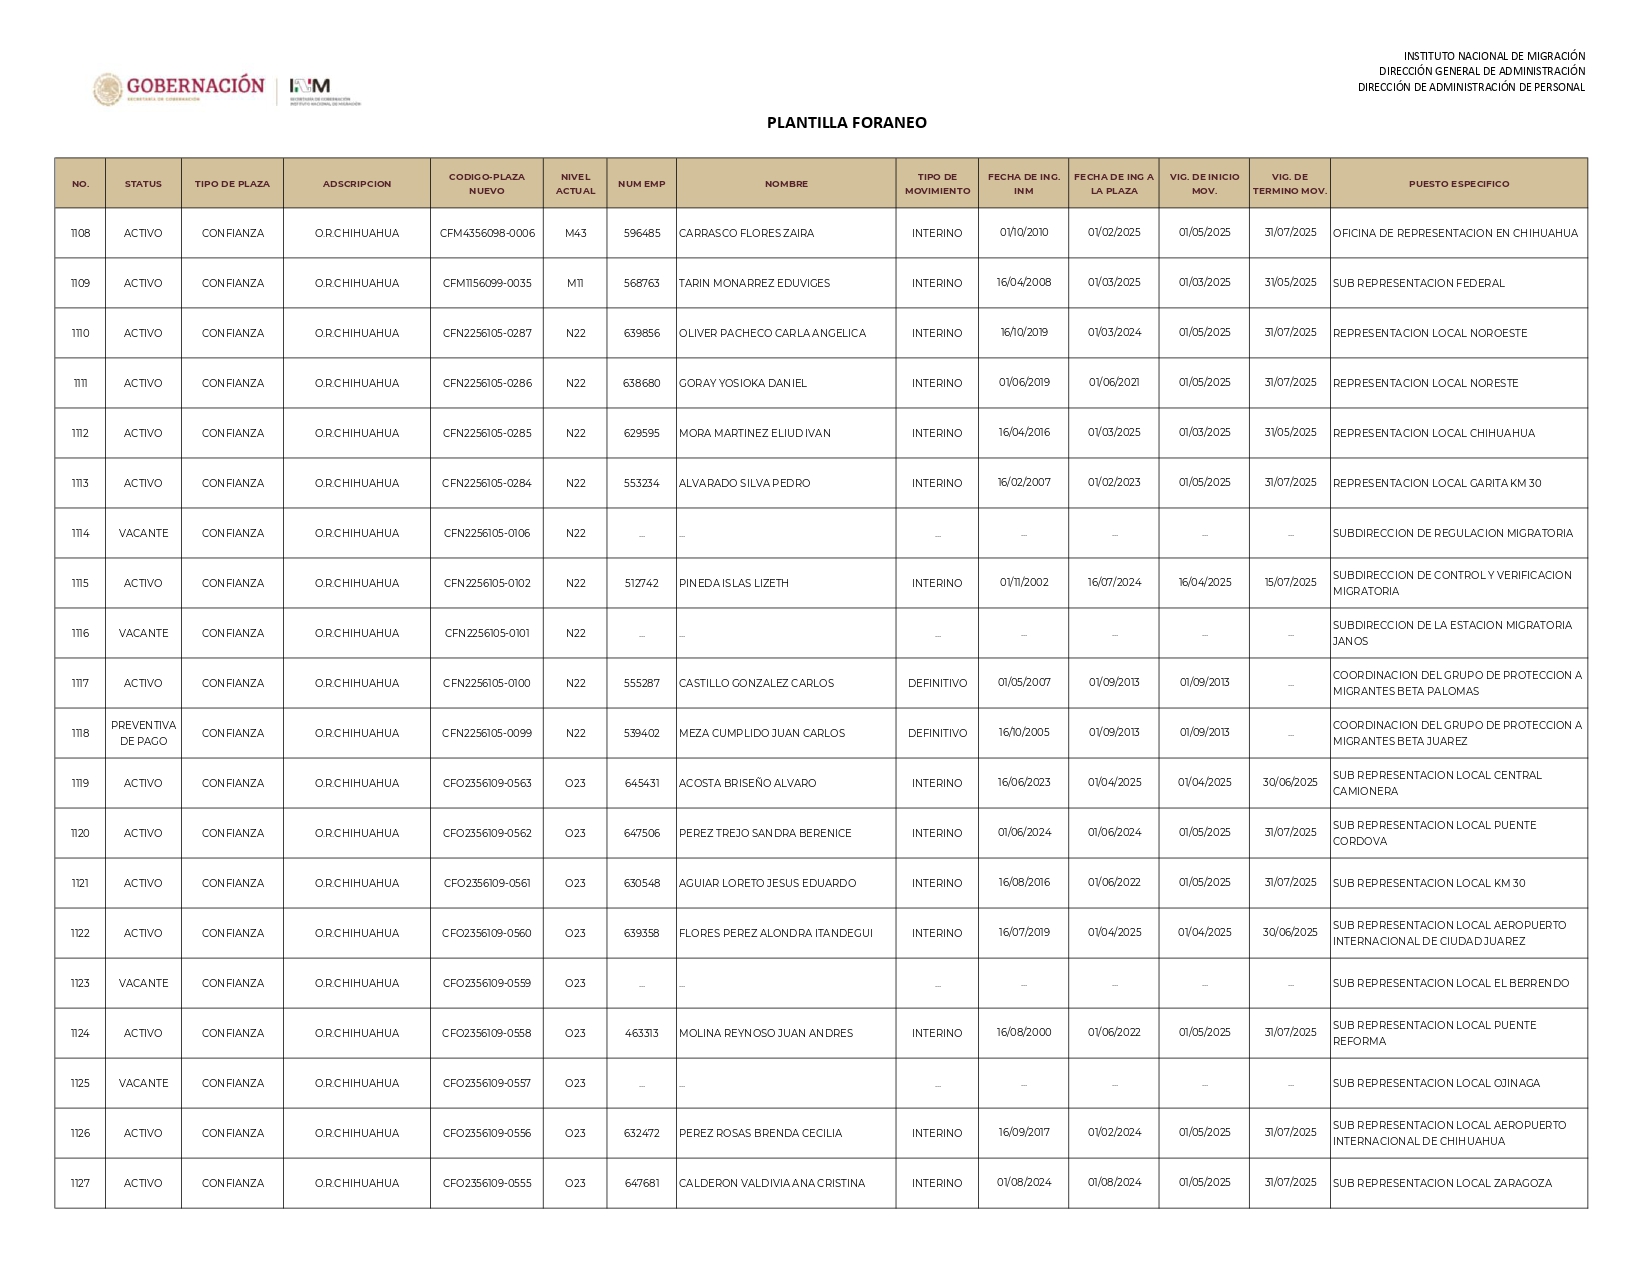 INSTITUTO NACIONAL DE MIGRACIÓN
DIRECCIÓN GENERAL DE ADMINISTRACIÓN
DIRECCIÓN DE ADMINISTRACIÓN DE PERSONAL
GOBERNACIÓN
SECRETARÍA DE GOBERNACIÓN
INM
SECRETARÍA DE GOBERNACIÓN
INSTITUTO NACIONAL DE MIGRACIÓN
PLANTILLA FORANEO
NO. STATUS TIPO DE PLAZA ADSCRIPCION CODIGO-PLAZA NUEVO NIVEL ACTUAL NUM EMP NOMBRE TIPO DE MOVIMIENTO FECHA DE ING. INM FECHA DE ING A LA PLAZA VIG. DE INICIO MOV. VIG. DE TERMINO MOV. PUESTO ESPECIFICO
1108 ACTIVO CONFIANZA O.R.CHIHUAHUA CFM4356098-0006 M43 596485 CARRASCO FLORES ZAIRA INTERINO 01/10/2010 01/02/2025 01/05/2025 31/07/2025 OFICINA DE REPRESENTACION EN CHIHUAHUA
1109 ACTIVO CONFIANZA O.R.CHIHUAHUA CFM1156099-0035 M11 568763 TARIN MONARREZ EDUVIGES INTERINO 16/04/2008 01/03/2025 01/03/2025 31/05/2025 SUB REPRESENTACION FEDERAL
1110 ACTIVO CONFIANZA O.R.CHIHUAHUA CFN2256105-0287 N22 639856 OLIVER PACHECO CARLA ANGELICA INTERINO 16/10/2019 01/03/2024 01/05/2025 31/07/2025 REPRESENTACION LOCAL NOROESTE
1111 ACTIVO CONFIANZA O.R.CHIHUAHUA CFN2256105-0286 N22 638680 GORAY YOSIOKA DANIEL INTERINO 01/06/2019 01/06/2021 01/05/2025 31/07/2025 REPRESENTACION LOCAL NORESTE
1112 ACTIVO CONFIANZA O.R.CHIHUAHUA CFN2256105-0285 N22 629595 MORA MARTINEZ ELIUD IVAN INTERINO 16/04/2016 01/03/2025 01/03/2025 31/05/2025 REPRESENTACION LOCAL CHIHUAHUA
1113 ACTIVO CONFIANZA O.R.CHIHUAHUA CFN2256105-0284 N22 553234 ALVARADO SILVA PEDRO INTERINO 16/02/2007 01/02/2023 01/05/2025 31/07/2025 REPRESENTACION LOCAL GARITA KM 30
1114 VACANTE CONFIANZA O.R.CHIHUAHUA CFN2256105-0106 N22 ... ... ... ... ... ... ... SUBDIRECCION DE REGULACION MIGRATORIA
1115 ACTIVO CONFIANZA O.R.CHIHUAHUA CFN2256105-0102 N22 512742 PINEDA ISLAS LIZETH INTERINO 01/11/2002 16/07/2024 16/04/2025 15/07/2025 SUBDIRECCION DE CONTROL Y VERIFICACION MIGRATORIA
1116 VACANTE CONFIANZA O.R.CHIHUAHUA CFN2256105-0101 N22 ... ... ... ... ... ... ... SUBDIRECCION DE LA ESTACION MIGRATORIA JANOS
1117 ACTIVO CONFIANZA O.R.CHIHUAHUA CFN2256105-0100 N22 555287 CASTILLO GONZALEZ CARLOS DEFINITIVO 01/05/2007 01/09/2013 01/09/2013 ... COORDINACION DEL GRUPO DE PROTECCION A MIGRANTES BETA PALOMAS
1118 PREVENTIVA DE PAGO CONFIANZA O.R.CHIHUAHUA CFN2256105-0099 N22 539402 MEZA CUMPLIDO JUAN CARLOS DEFINITIVO 16/10/2005 01/09/2013 01/09/2013 ... COORDINACION DEL GRUPO DE PROTECCION A MIGRANTES BETA JUAREZ
1119 ACTIVO CONFIANZA O.R.CHIHUAHUA CFO2356109-0563 O23 645431 ACOSTA BRISEÑO ALVARO INTERINO 16/06/2023 01/04/2025 01/04/2025 30/06/2025 SUB REPRESENTACION LOCAL CENTRAL CAMIONERA
1120 ACTIVO CONFIANZA O.R.CHIHUAHUA CFO2356109-0562 O23 647506 PEREZ TREJO SANDRA BERENICE INTERINO 01/06/2024 01/06/2024 01/05/2025 31/07/2025 SUB REPRESENTACION LOCAL PUENTE CORDOVA
1121 ACTIVO CONFIANZA O.R.CHIHUAHUA CFO2356109-0561 O23 630548 AGUIAR LORETO JESUS EDUARDO INTERINO 16/08/2016 01/06/2022 01/05/2025 31/07/2025 SUB REPRESENTACION LOCAL KM 30
1122 ACTIVO CONFIANZA O.R.CHIHUAHUA CFO2356109-0560 O23 639358 FLORES PEREZ ALONDRA ITANDEGUI INTERINO 16/07/2019 01/04/2025 01/04/2025 30/06/2025 SUB REPRESENTACION LOCAL AEROPUERTO INTERNACIONAL DE CIUDAD JUAREZ
1123 VACANTE CONFIANZA O.R.CHIHUAHUA CFO2356109-0559 O23 ... ... ... ... ... ... ... SUB REPRESENTACION LOCAL EL BERRENDO
1124 ACTIVO CONFIANZA O.R.CHIHUAHUA CFO2356109-0558 O23 463313 MOLINA REYNOSO JUAN ANDRES INTERINO 16/08/2000 01/06/2022 01/05/2025 31/07/2025 SUB REPRESENTACION LOCAL PUENTE REFORMA
1125 VACANTE CONFIANZA O.R.CHIHUAHUA CFO2356109-0557 O23 ... ... ... ... ... ... ... SUB REPRESENTACION LOCAL OJINAGA
1126 ACTIVO CONFIANZA O.R.CHIHUAHUA CFO2356109-0556 O23 632472 PEREZ ROSAS BRENDA CECILIA INTERINO 16/09/2017 01/02/2024 01/05/2025 31/07/2025 SUB REPRESENTACION LOCAL AEROPUERTO INTERNACIONAL DE CHIHUAHUA
1127 ACTIVO CONFIANZA O.R.CHIHUAHUA CFO2356109-0555 O23 647681 CALDERON VALDIVIA ANA CRISTINA INTERINO 01/08/2024 01/08/2024 01/05/2025 31/07/2025 SUB REPRESENTACION LOCAL ZARAGOZA